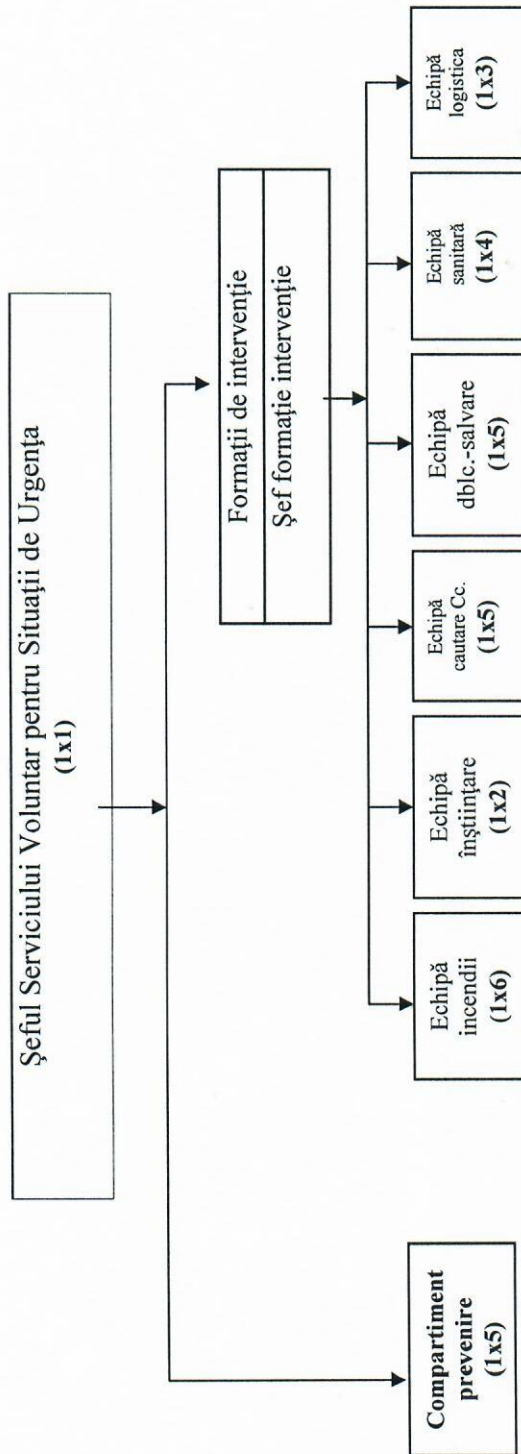 Şeful Serviciului Voluntar pentru Situaţii de Urgenţa
(1x1)
Formaţii de intervenţie
Şef formaţie intervenţie
Compartiment
prevenire
(1x5)
Echipă
incendii
(1x6)
Echipă
înştiinţare
(1x2)
Echipă
cautare Cc.
(1x5)
Echipă
dblc.-salvare
(1x5)
Echipă
sanitară
(1x4)
Echipă
logistica
(1x3)